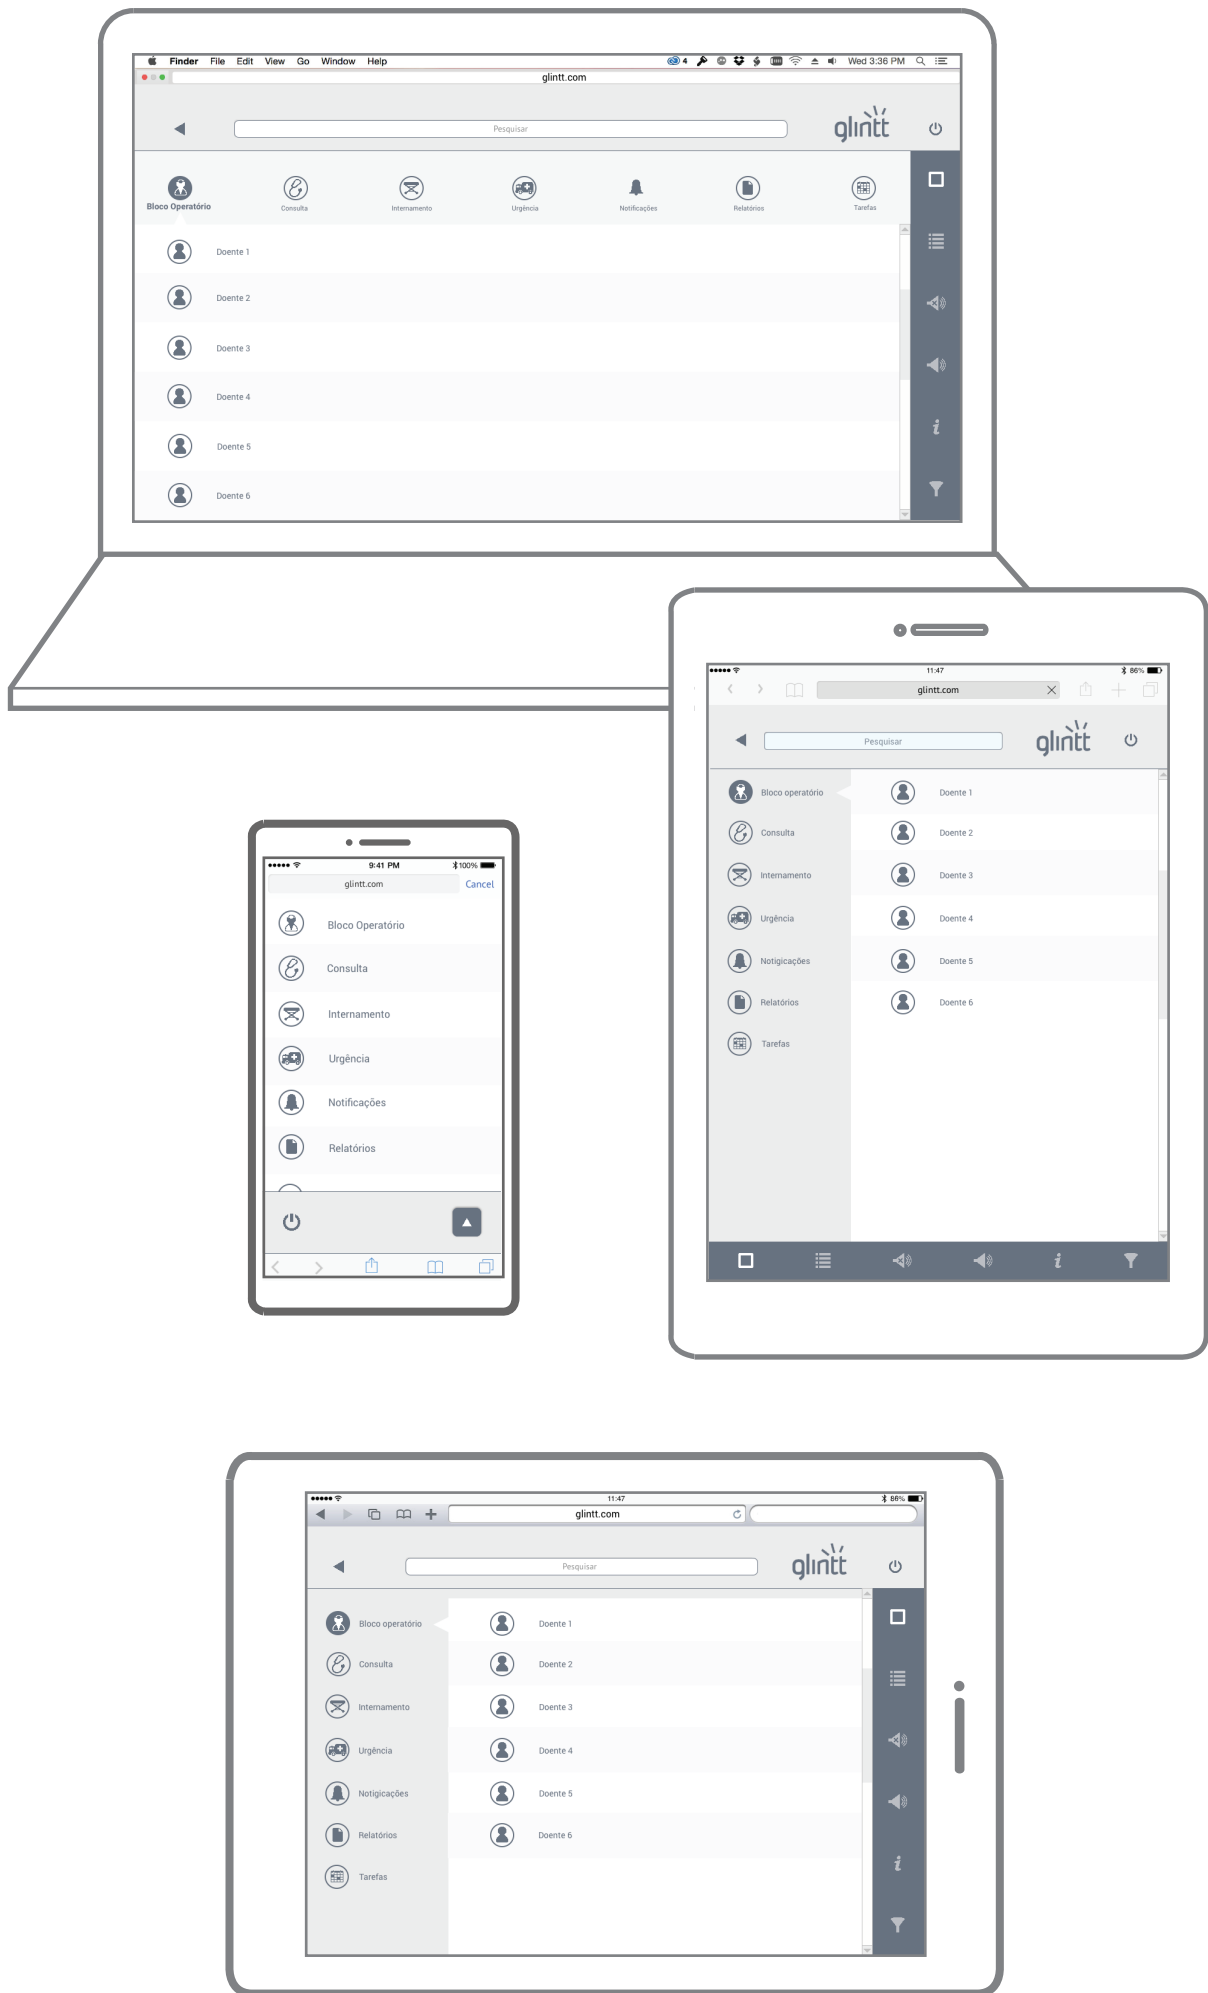 Finder File Edit View Go Window Help 4 Wed 3:36 PM
glintt.com
Pesquisar
glintt
Bloco Operatório Consulta Internamento Urgência Notificações Relatórios Tarefas
Doente 1
Doente 2
Doente 3
Doente 4
Doente 5
Doente 6
11:47 86%
glintt.com
Pesquisar
glintt
Bloco operatório Doente 1
Consulta Doente 2
Internamento Doente 3
Urgência Doente 4
Notigicações Doente 5
Relatórios Doente 6
Tarefas
i
9:41 PM 100%
glintt.com Cancel
Bloco Operatório
Consulta
Internamento
Urgência
Notificações
Relatórios
11:47 86%
glintt.com
Pesquisar
glintt
Bloco operatório Doente 1
Consulta Doente 2
Internamento Doente 3
Urgência Doente 4
Notigicações Doente 5
Relatórios Doente 6
Tarefas